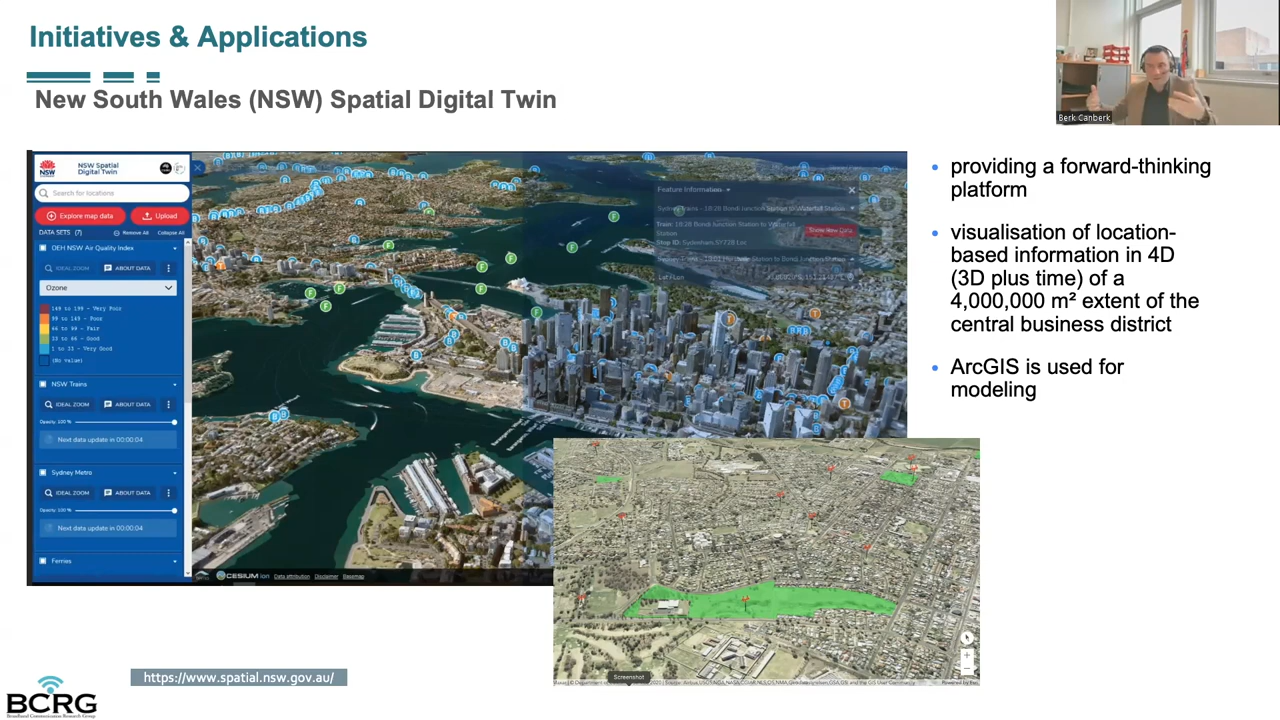 Initiatives & Applications
New South Wales (NSW) Spatial Digital Twin
Berk Canberk
providing a forward-thinking
platform
visualisation of location-
based information in 4D
(3D plus time) of a
4,000,000 m² extent of the
central business district
ArcGIS is used for
modeling
NSW
NSW Spatial
Digital Twin
Search for locations
Explore map data
Upload
DATA SETS (7)
Remove All
Collapse All
OEH NSW Air Quality Index
IDEAL ZOOM
ABOUT DATA
Ozone
149 to 199 - Very Poor
99 to 149 - Poor
66 to 99 - Fair
33 to 66 - Good
1 to 33 - Very Good
(No value)
NSW Trains
IDEAL ZOOM
ABOUT DATA
Opacity: 100 %
Next data update in 00:00:04
Sydney Metro
IDEAL ZOOM
ABOUT DATA
Opacity: 100 %
Next data update in 00:00:04
Ferries
Feature Information
Sydney Trains - 18:28 Bondi Junction Station to Waterfall Station
Train: 18:28 Bondi Junction Station to Waterfall
Station
Show Raw Data
CESIUM ion
Data attribution
Disclaimer
Basemap
Screenshot
https://www.spatial.nsw.gov.au/
BCRG
Broadband Communication Research Group